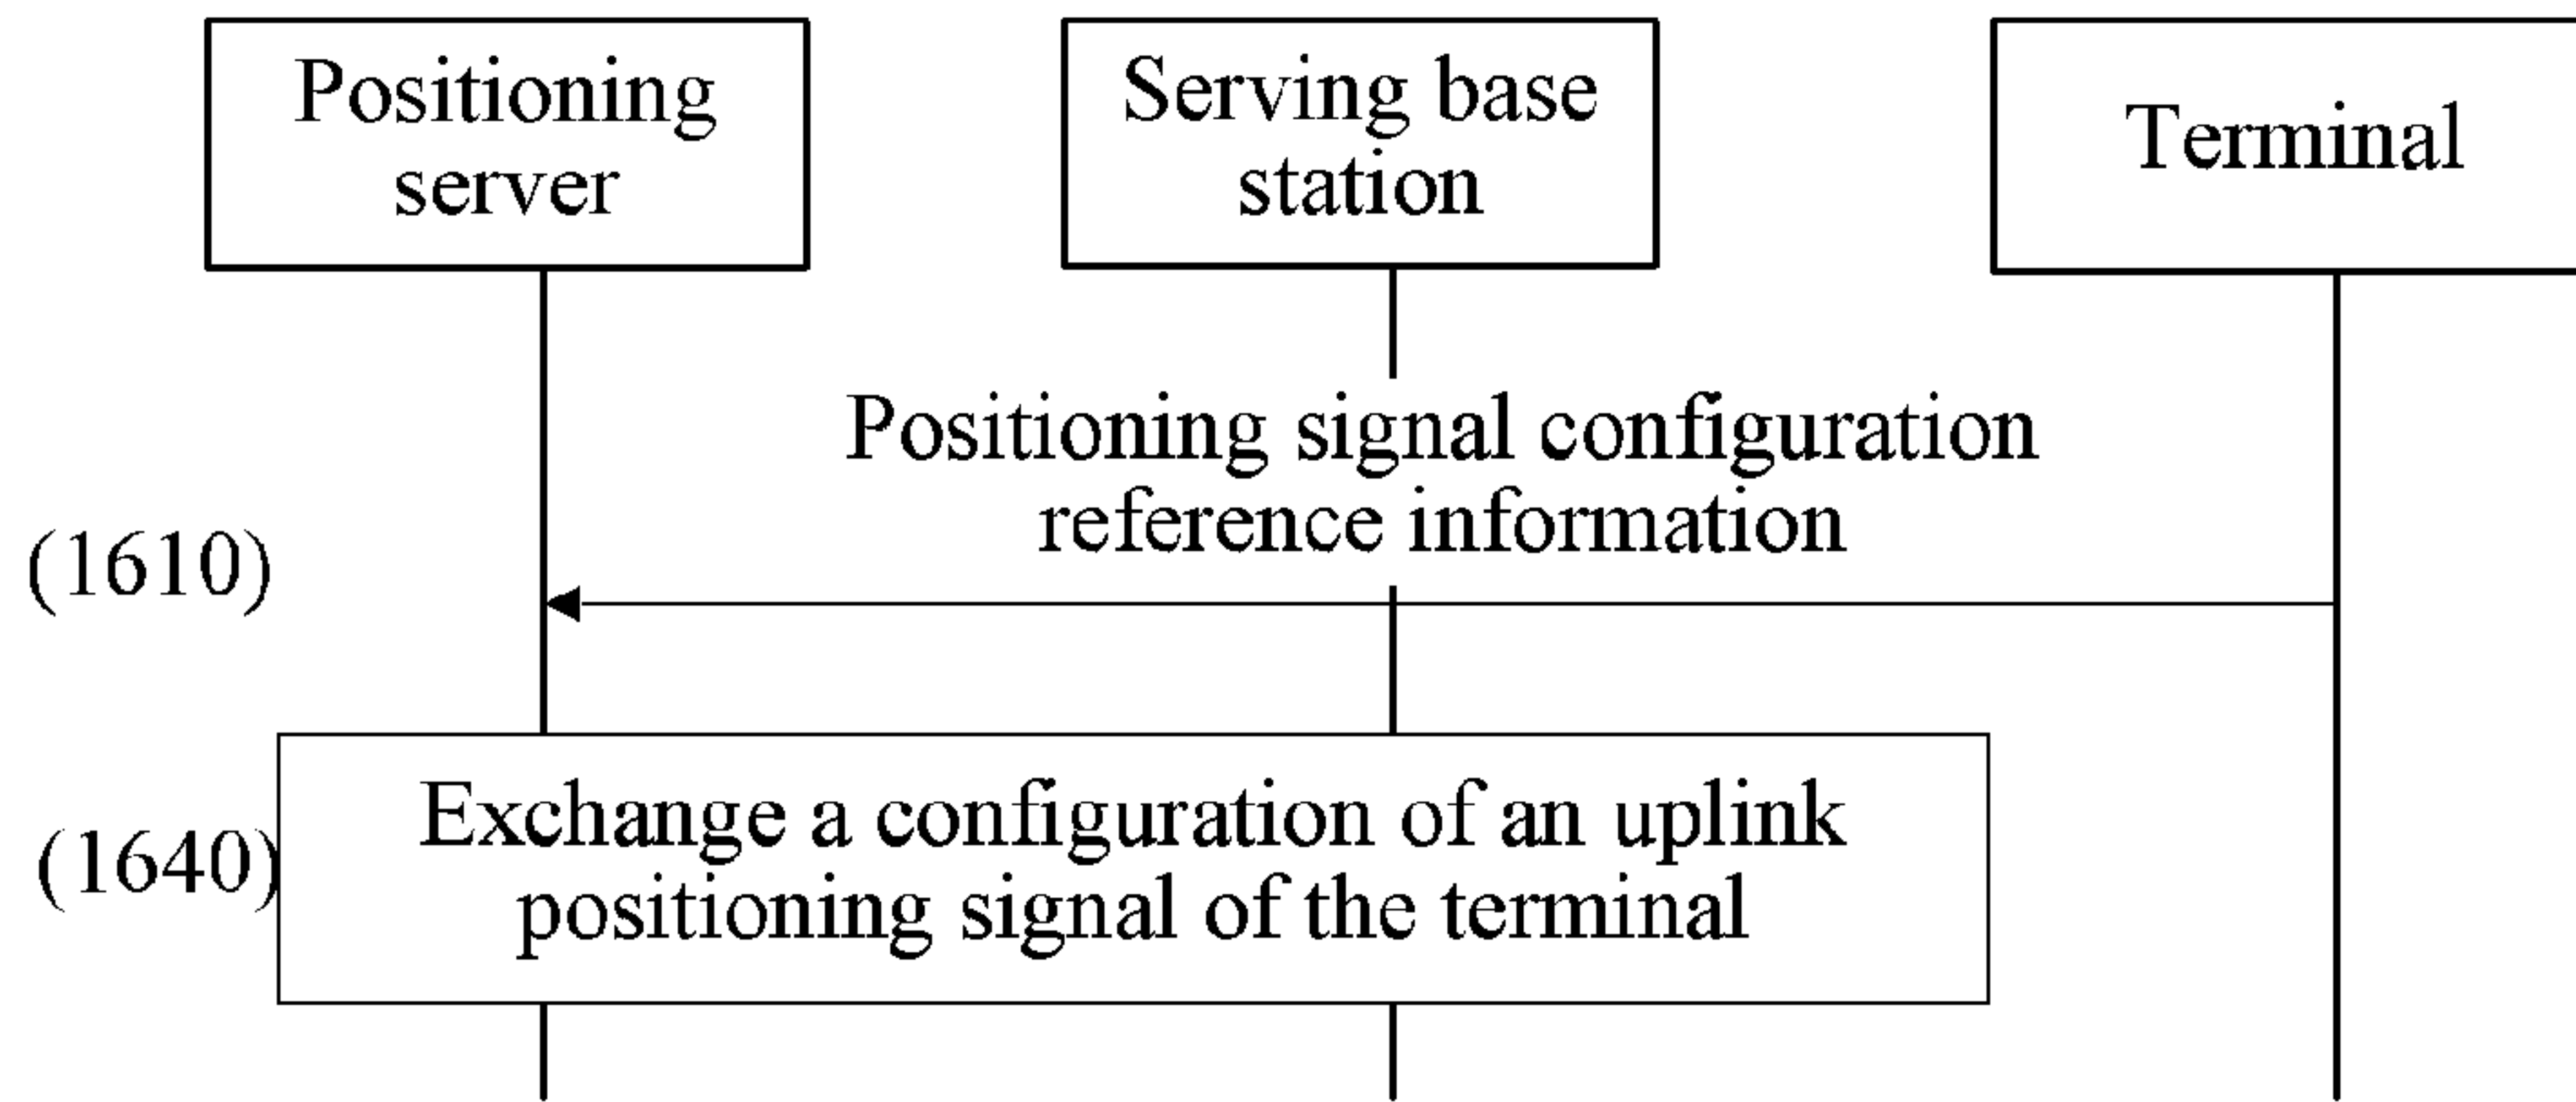 Positioning
server
Serving base
station
Terminal
Positioning signal configuration
reference information
(1610)
(1640)
Exchange a configuration of an uplink
positioning signal of the terminal